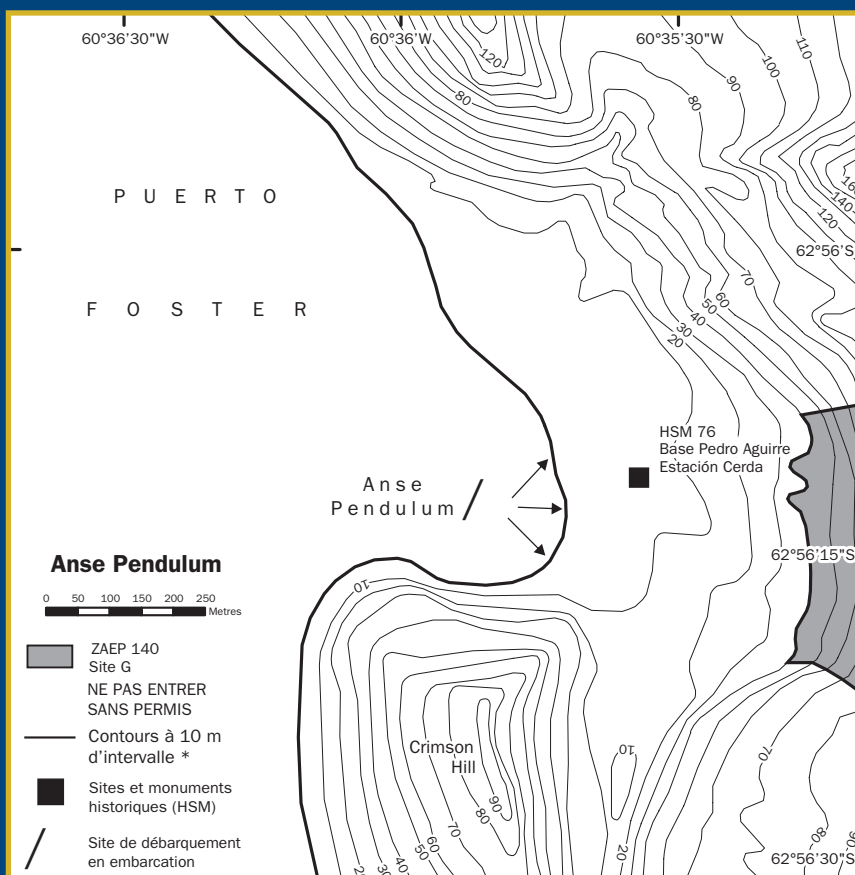 60°36'30"W
60°36'W
60°35'30"W
120
80
80
90
100
110
140
120
PUERTO
62°56'S
FOSTER
70
60
50
40
30
20
HSM 76
Base Pedro Aguirre
Estación Cerda
Anse
Pendulum
62°56'15"S
Anse Pendulum
0 50 100 150 200 250
Metres
10
ZAEP 140
Site G
NE PAS ENTRER
SANS PERMIS
Contours à 10 m
d'intervalle *
Crimson
Hill
10
70
Sites et monuments
historiques (HSM)
90
80
70
60
50
40
20
80
Site de débarquement
en embarcation
62°56'30"S